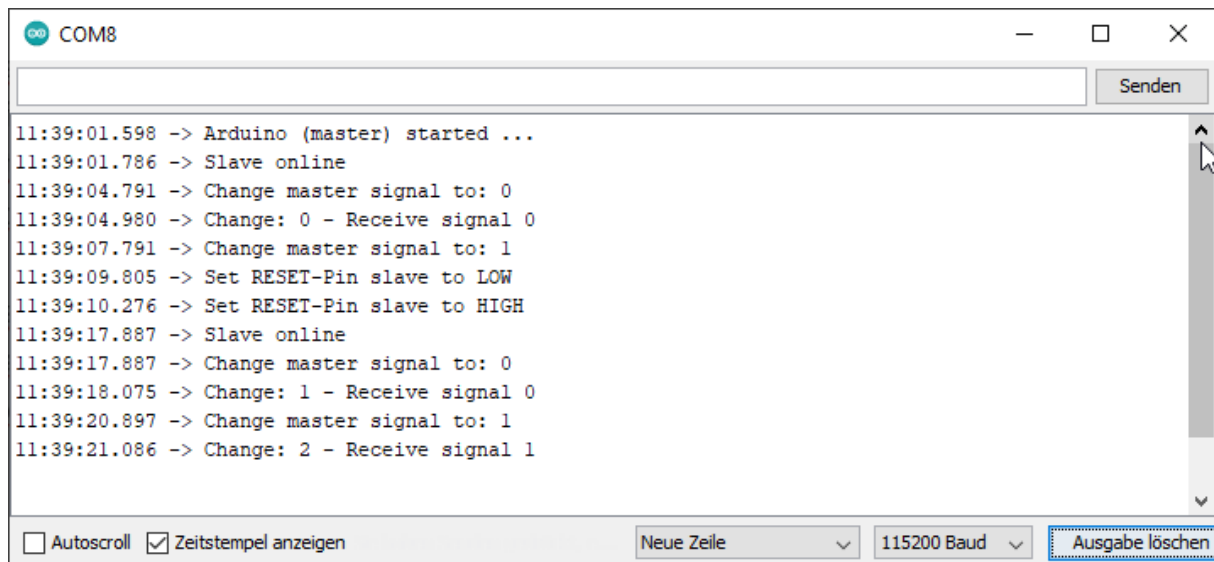 COM8
Senden
11:39:01.598 -> Arduino (master) started ...
11:39:01.786 -> Slave online
11:39:04.791 -> Change master signal to: 0
11:39:04.980 -> Change: 0 - Receive signal 0
11:39:07.791 -> Change master signal to: 1
11:39:09.805 -> Set RESET-Pin slave to LOW
11:39:10.276 -> Set RESET-Pin slave to HIGH
11:39:17.887 -> Slave online
11:39:17.887 -> Change master signal to: 0
11:39:18.075 -> Change: 1 - Receive signal 0
11:39:20.897 -> Change master signal to: 1
11:39:21.086 -> Change: 2 - Receive signal 1
Autoscroll Zeitstempel anzeigen Neue Zeile 115200 Baud Ausgabe löschen